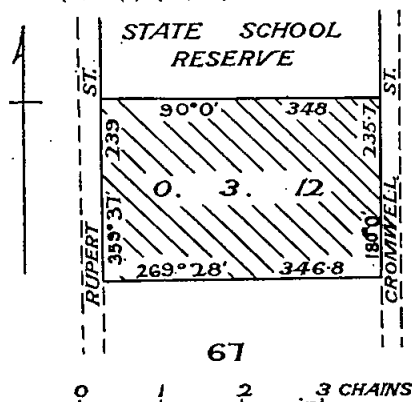 STATE SCHOOL
RESERVE
ST.
ST.
90°0' 348
239
235·7
0. 3. 12
359°37'
180°0'
269°28' 346·8
RUPERT
CROMWELL
67
0 1 2 3 CHAINS